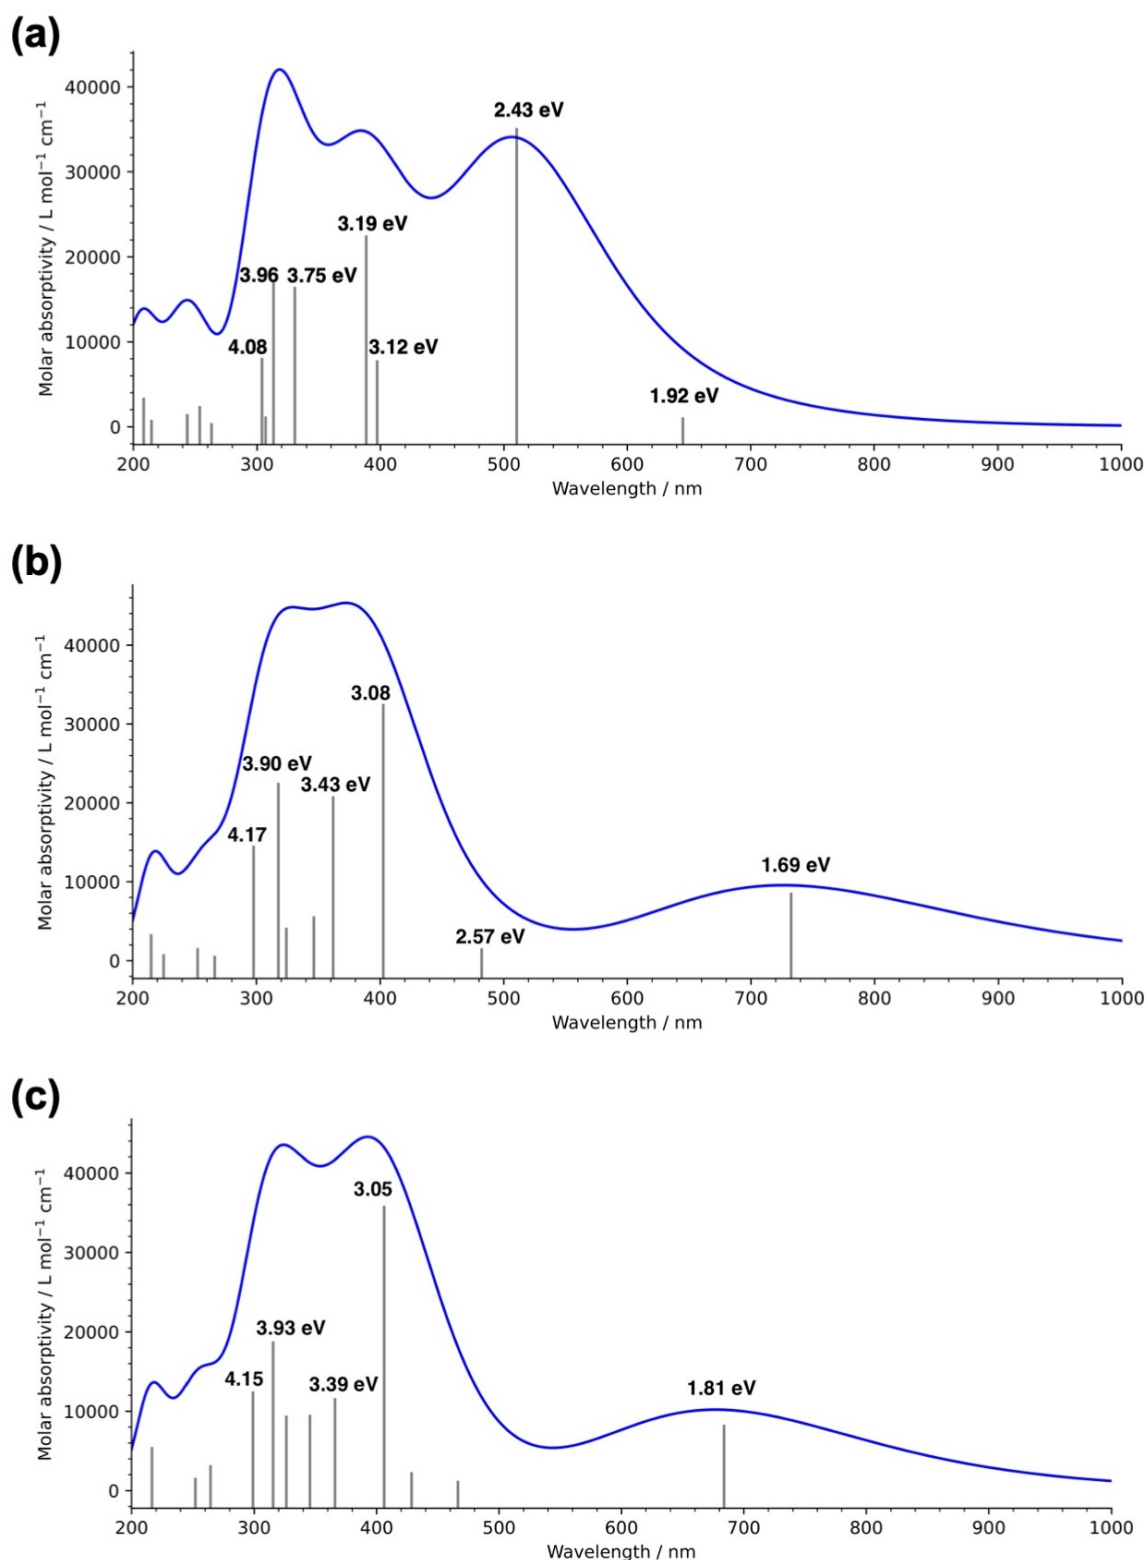 (a)
Molar absorptivity / L mol⁻¹ cm⁻¹
40000
30000
20000
10000
0
2.43 eV
3.19 eV
3.96 3.75 eV
4.08 3.12 eV
1.92 eV
200 300 400 500 600 700 800 900 1000
Wavelength / nm
(b)
Molar absorptivity / L mol⁻¹ cm⁻¹
40000
30000
20000
10000
0
3.08
3.90 eV
3.43 eV
4.17
1.69 eV
2.57 eV
200 300 400 500 600 700 800 900 1000
Wavelength / nm
(c)
Molar absorptivity / L mol⁻¹ cm⁻¹
40000
30000
20000
10000
0
3.05
3.93 eV
4.15
3.39 eV
1.81 eV
200 300 400 500 600 700 800 900 1000
Wavelength / nm